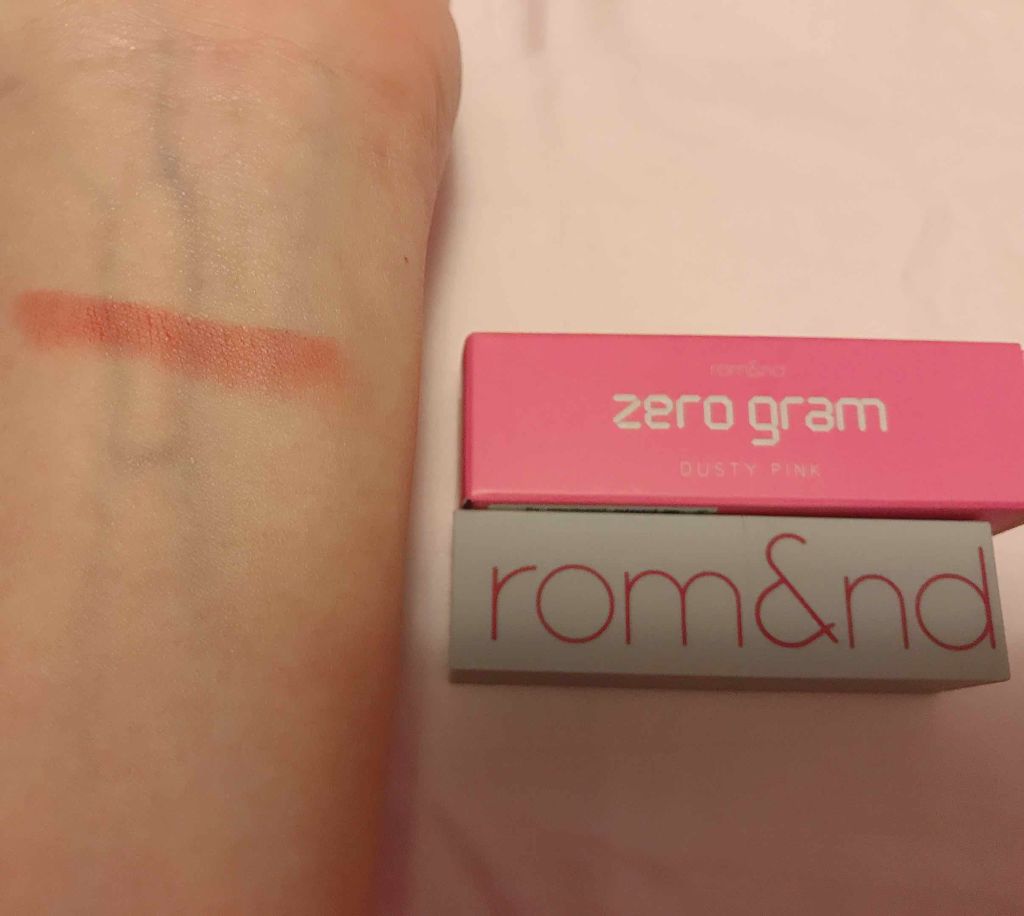 rom&nd
zero gram
DUSTY PINK
rom&nd